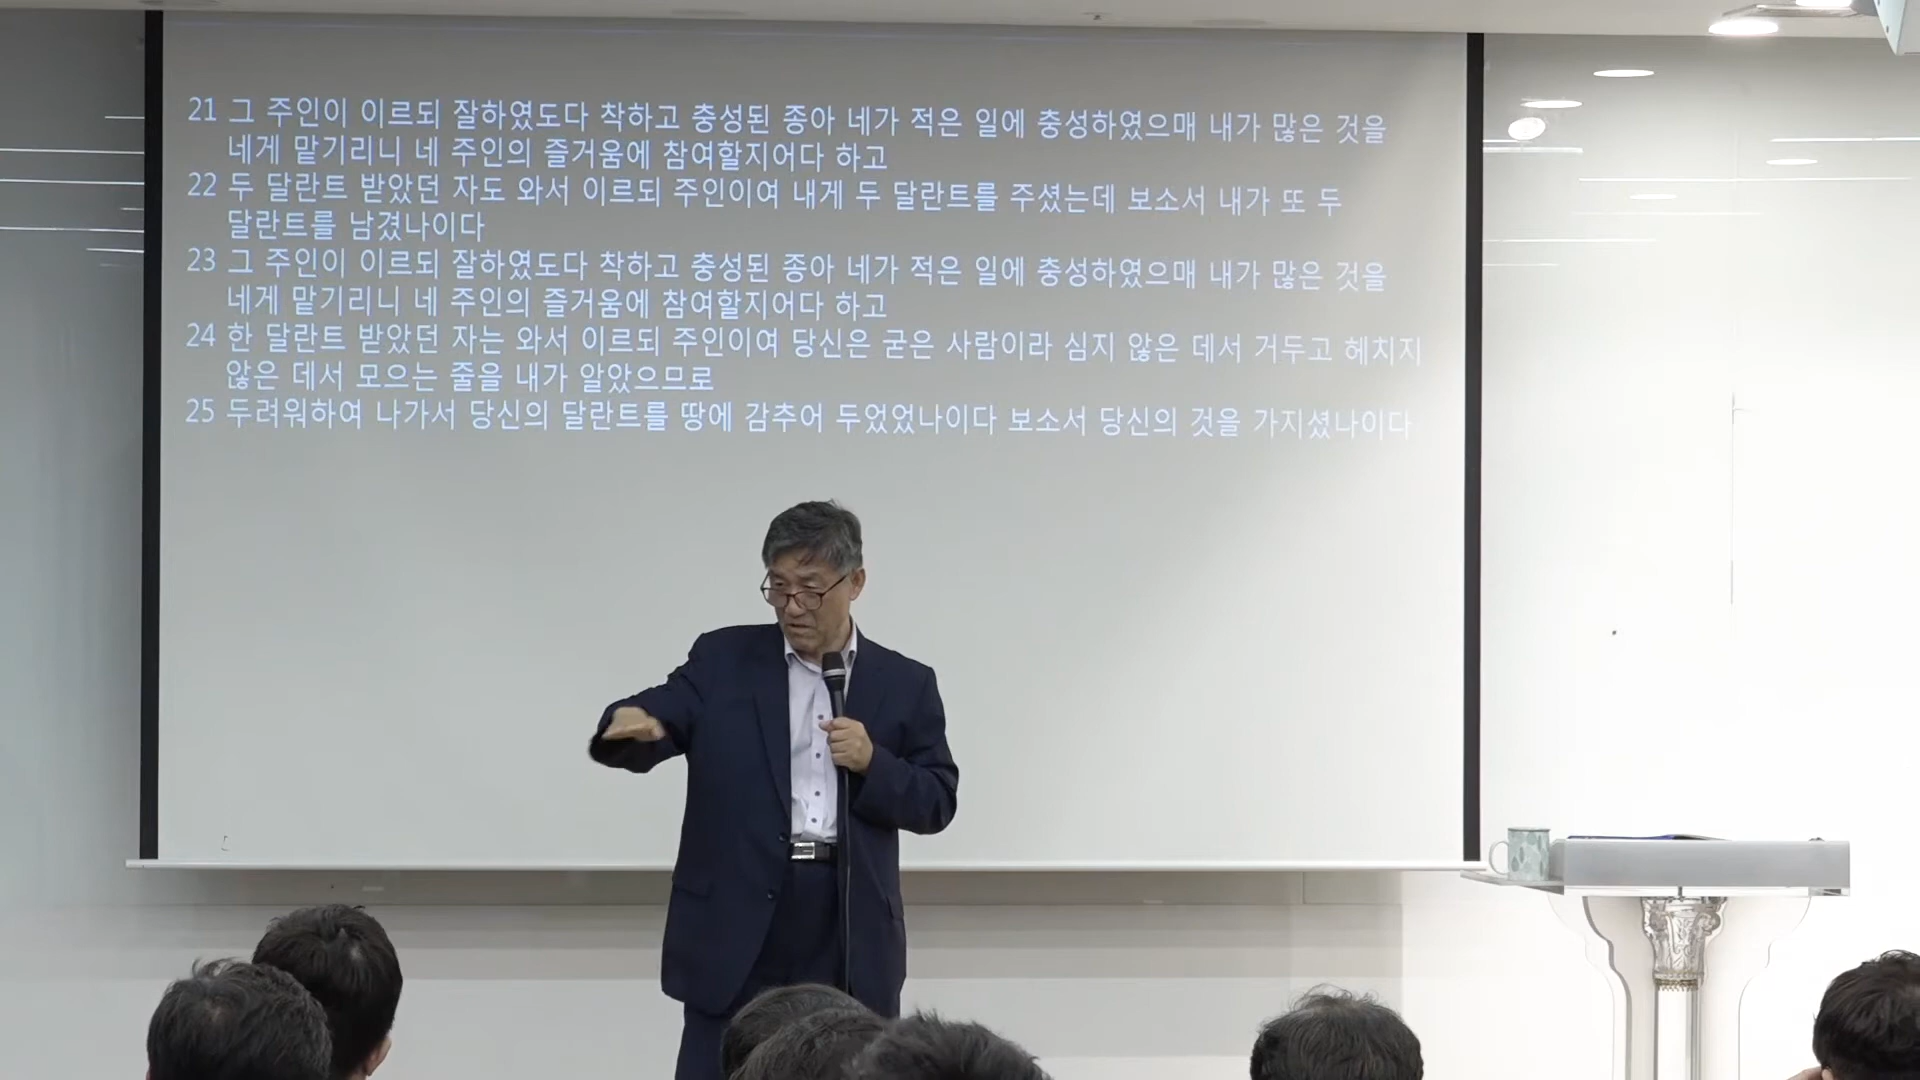 21 그 주인이 이르되 잘하였도다 착하고 충성된 종아 네가 적은 일에 충성하였으매 내가 많은 것을
네게 맡기리니 네 주인의 즐거움에 참여할지어다 하고
22 두 달란트 받았던 자도 와서 이르되 주인이여 내게 두 달란트를 주셨는데 보소서 내가 또 두
달란트를 남겼나이다
23 그 주인이 이르되 잘하였도다 착하고 충성된 종아 네가 적은 일에 충성하였으매 내가 많은 것을
네게 맡기리니 네 주인의 즐거움에 참여할지어다 하고
24 한 달란트 받았던 자는 와서 이르되 주인이여 당신은 굳은 사람이라 심지 않은 데서 거두고 헤치지
않은 데서 모으는 줄을 내가 알았으므로
25 두려워하여 나가서 당신의 달란트를 땅에 감추어 두었었나이다 보소서 당신의 것을 가지셨나이다